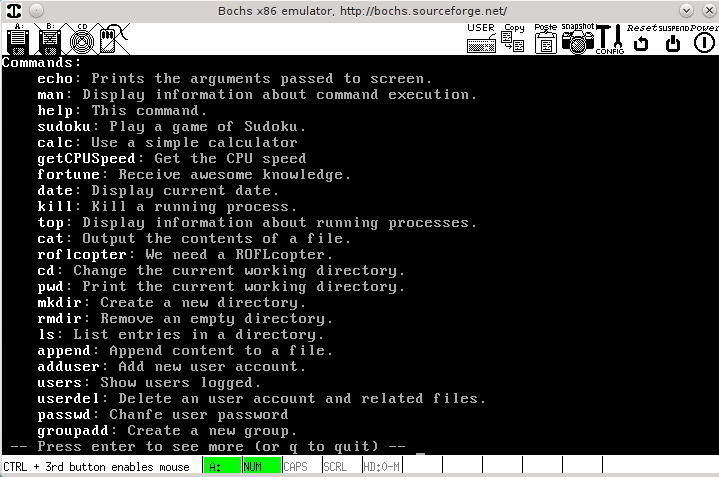 Bochs x86 emulator, http://bochs.sourceforge.net/
A: B: CD USER Copy Paste snapshot CONFIG Reset SUSPEND Power
Commands:
echo: Prints the arguments passed to screen.
man: Display information about command execution.
help: This command.
sudoku: Play a game of Sudoku.
calc: Use a simple calculator
getCPUSpeed: Get the CPU speed
fortune: Receive awesome knowledge.
date: Display current date.
kill: Kill a running process.
top: Display information about running processes.
cat: Output the contents of a file.
roflcopter: We need a ROFLcopter.
cd: Change the current working directory.
pwd: Print the current working directory.
mkdir: Create a new directory.
rmdir: Remove an empty directory.
ls: List entries in a directory.
append: Append content to a file.
adduser: Add new user account.
users: Show users logged.
userdel: Delete an user account and related files.
passwd: Chanfe user password
groupadd: Create a new group.
-- Press enter to see more (or q to quit) -- _
CTRL + 3rd button enables mouse A: NUM CAPS SCRL HD:0-M